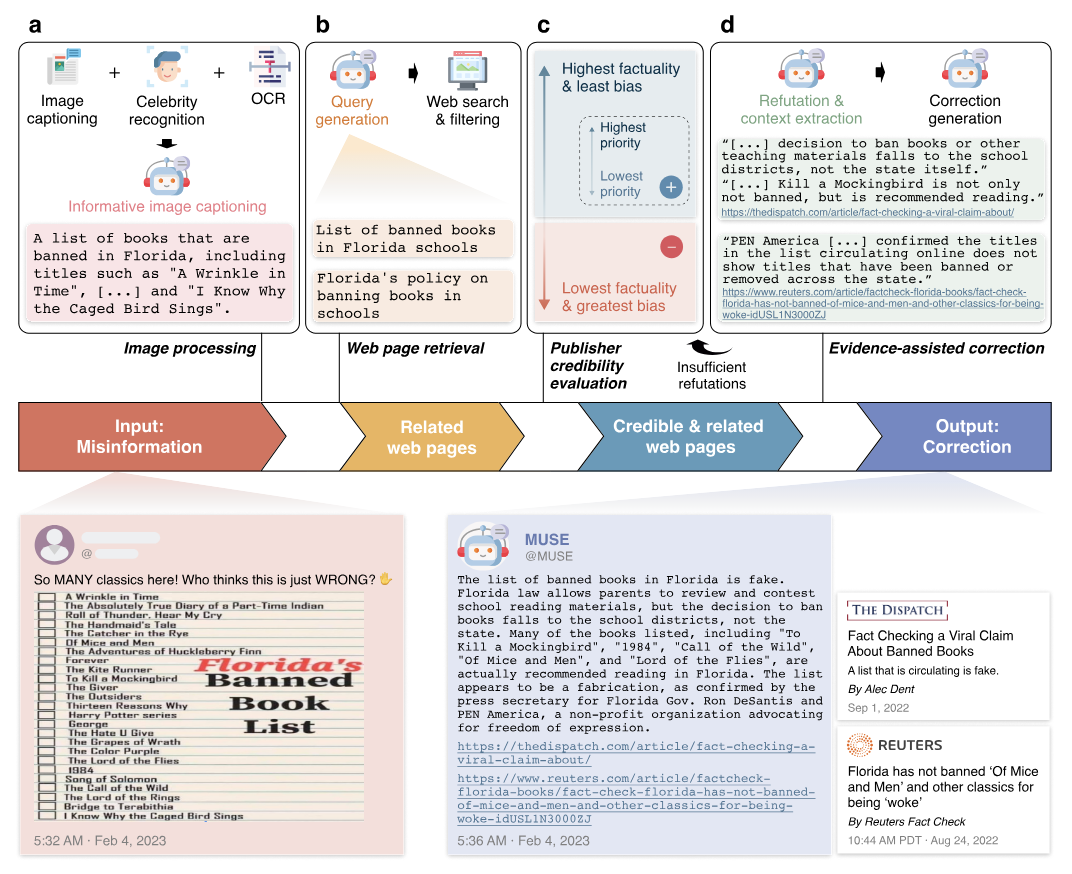 a
b
c
d
Image
captioning
+
Celebrity
recognition
+
OCR
Informative image captioning
A list of books that are
banned in Florida, including
titles such as "A Wrinkle in
Time", [...] and "I Know Why
the Caged Bird Sings".
Query
generation
Web search
& filtering
List of banned books
in Florida schools
Florida's policy on
banning books in
schools
Highest factuality
& least bias
Highest
priority
Lowest
priority
+
−
Lowest factuality
& greatest bias
Refutation &
context extraction
Correction
generation
“[...] decision to ban books or other
teaching materials falls to the school
districts, not the state itself.”
“[...] Kill a Mockingbird is not only
not banned, but is recommended reading.”
https://thedispatch.com/article/fact-checking-a-viral-claim-about/
“PEN America [...] confirmed the titles
in the list circulating online does not
show titles that have been banned or
removed across the state.”
https://www.reuters.com/article/factcheck-florida-books/fact-check-
florida-has-not-banned-of-mice-and-men-and-other-classics-for-being-
woke-idUSL1N3000ZJ
Image processing
Web page retrieval
Publisher
credibility
evaluation
Insufficient
refutations
Evidence-assisted correction
Input:
Misinformation
Related
web pages
Credible & related
web pages
Output:
Correction
@
So MANY classics here! Who thinks this is just WRONG? ✋
A Wrinkle in Time
The Absolutely True Diary of a Part-Time Indian
Roll of Thunder, Hear My Cry
The Handmaid's Tale
The Catcher in the Rye
Of Mice and Men
The Adventures of Huckleberry Finn
Forever
The Kite Runner
To Kill a Mockingbird
The Giver
The Outsiders
Thirteen Reasons Why
Harry Potter series
George
The Hate U Give
The Grapes of Wrath
The Color Purple
The Lord of the Flies
1984
Song of Solomon
The Call of the Wild
The Lord of the Rings
Bridge to Terabithia
I Know Why the Caged Bird Sings
Florida's
Banned
Book
List
5:32 AM · Feb 4, 2023
MUSE
@MUSE
The list of banned books in Florida is fake.
Florida law allows parents to review and contest
school reading materials, but the decision to ban
books falls to the school districts, not the
state. Many of the books listed, including "To
Kill a Mockingbird", "1984", "Call of the Wild",
"Of Mice and Men", and "Lord of the Flies", are
actually recommended reading in Florida. The list
appears to be a fabrication, as confirmed by the
press secretary for Florida Gov. Ron DeSantis and
PEN America, a non-profit organization advocating
for freedom of expression.
https://thedispatch.com/article/fact-checking-a-
viral-claim-about/
https://www.reuters.com/article/factcheck-
florida-books/fact-check-florida-has-not-banned-
of-mice-and-men-and-other-classics-for-being-
woke-idUSL1N3000ZJ
5:36 AM · Feb 4, 2023
THE DISPATCH
Fact Checking a Viral Claim
About Banned Books
A list that is circulating is fake.
By Alec Dent
Sep 1, 2022
REUTERS
Florida has not banned ‘Of Mice
and Men’ and other classics for
being ‘woke’
By Reuters Fact Check
10:44 AM PDT · Aug 24, 2022